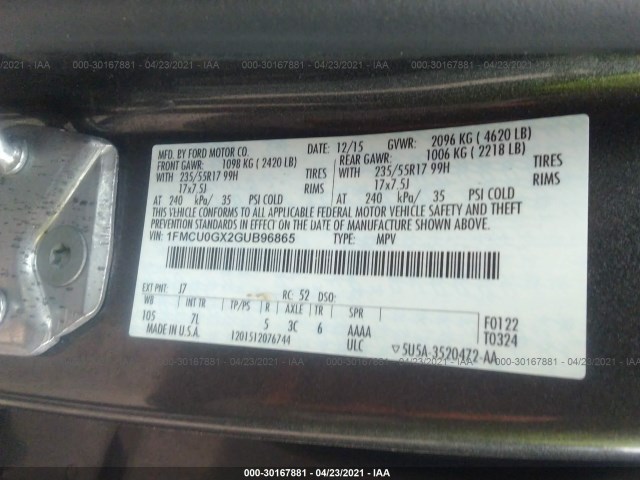 000-30167881 - 04/23/2021 - IAA
000-30167881 - 04/23/2021 - IAA
000-30167881 - 04/23/2021 - IAA
MFD. BY FORD MOTOR CO. DATE: 12/15 GVWR: 2096 KG ( 4620 LB)
FRONT GAWR: 1098 KG ( 2420 LB) REAR GAWR: 1006 KG ( 2218 LB)
WITH 235/55R17 99H TIRES WITH 235/55R17 99H TIRES
17x7.5J RIMS 17x7.5J RIMS
AT 240 kPa/ 35 PSI COLD AT 240 kPa/ 35 PSI COLD
THIS VEHICLE CONFORMS TO ALL APPLICABLE FEDERAL MOTOR VEHICLE SAFETY AND THEFT
PREVENTION STANDARDS IN EFFECT ON THE DATE OF MANUFACTURE SHOWN ABOVE.
VIN: 1FMCU0GX2GUB96865 TYPE: MPV
EXT PNT: J7 RC: 52 DSO:
WB INT TR TP/PS R AXLE TR SPR
105 7L 5 3C 6 AAAA F0122
MADE IN U.S.A. 1201512076744 ULC T0324
▽ 5U5A-3520472-AA
000-30167881 - 04/23/2021 - IAA
000-30167881 - 04/23/2021 - IAA
000-30167881 - 04/23/2021 - IAA
000-30167881 - 04/23/2021 - IAA